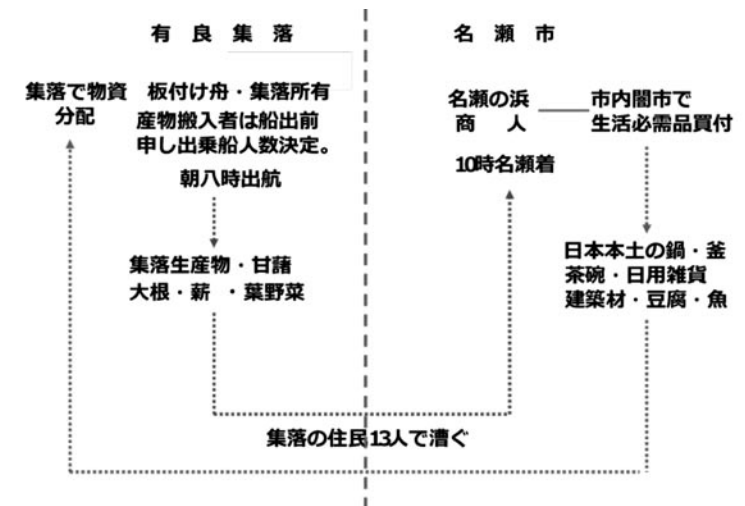 有良集落
名瀬市
集落で物資
分配
板付け舟・集落所有
産物搬入者は船出前
申し出乗船人数決定。
朝八時出航
集落生産物・甘藷
大根・薪・葉野菜
名瀬の浜
商人
10時名瀬着
市内闇市で
生活必需品買付
日本本土の鍋・釜
茶碗・日用雑貨
建築材・豆腐・魚
集落の住民13人で漕ぐ